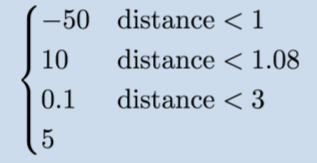 −50 distance < 1
10 distance < 1.08
0.1 distance < 3
5